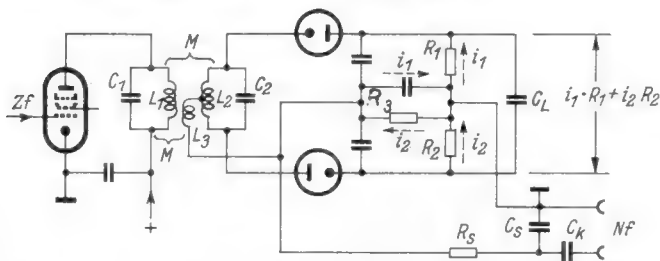 M
C1
L1
L2
C2
L3
M
Zf
+
R1
i1
i1
R3
i2
R2
i2
CL
i1·R1+i2 R2
RS
CS
CK
Nf